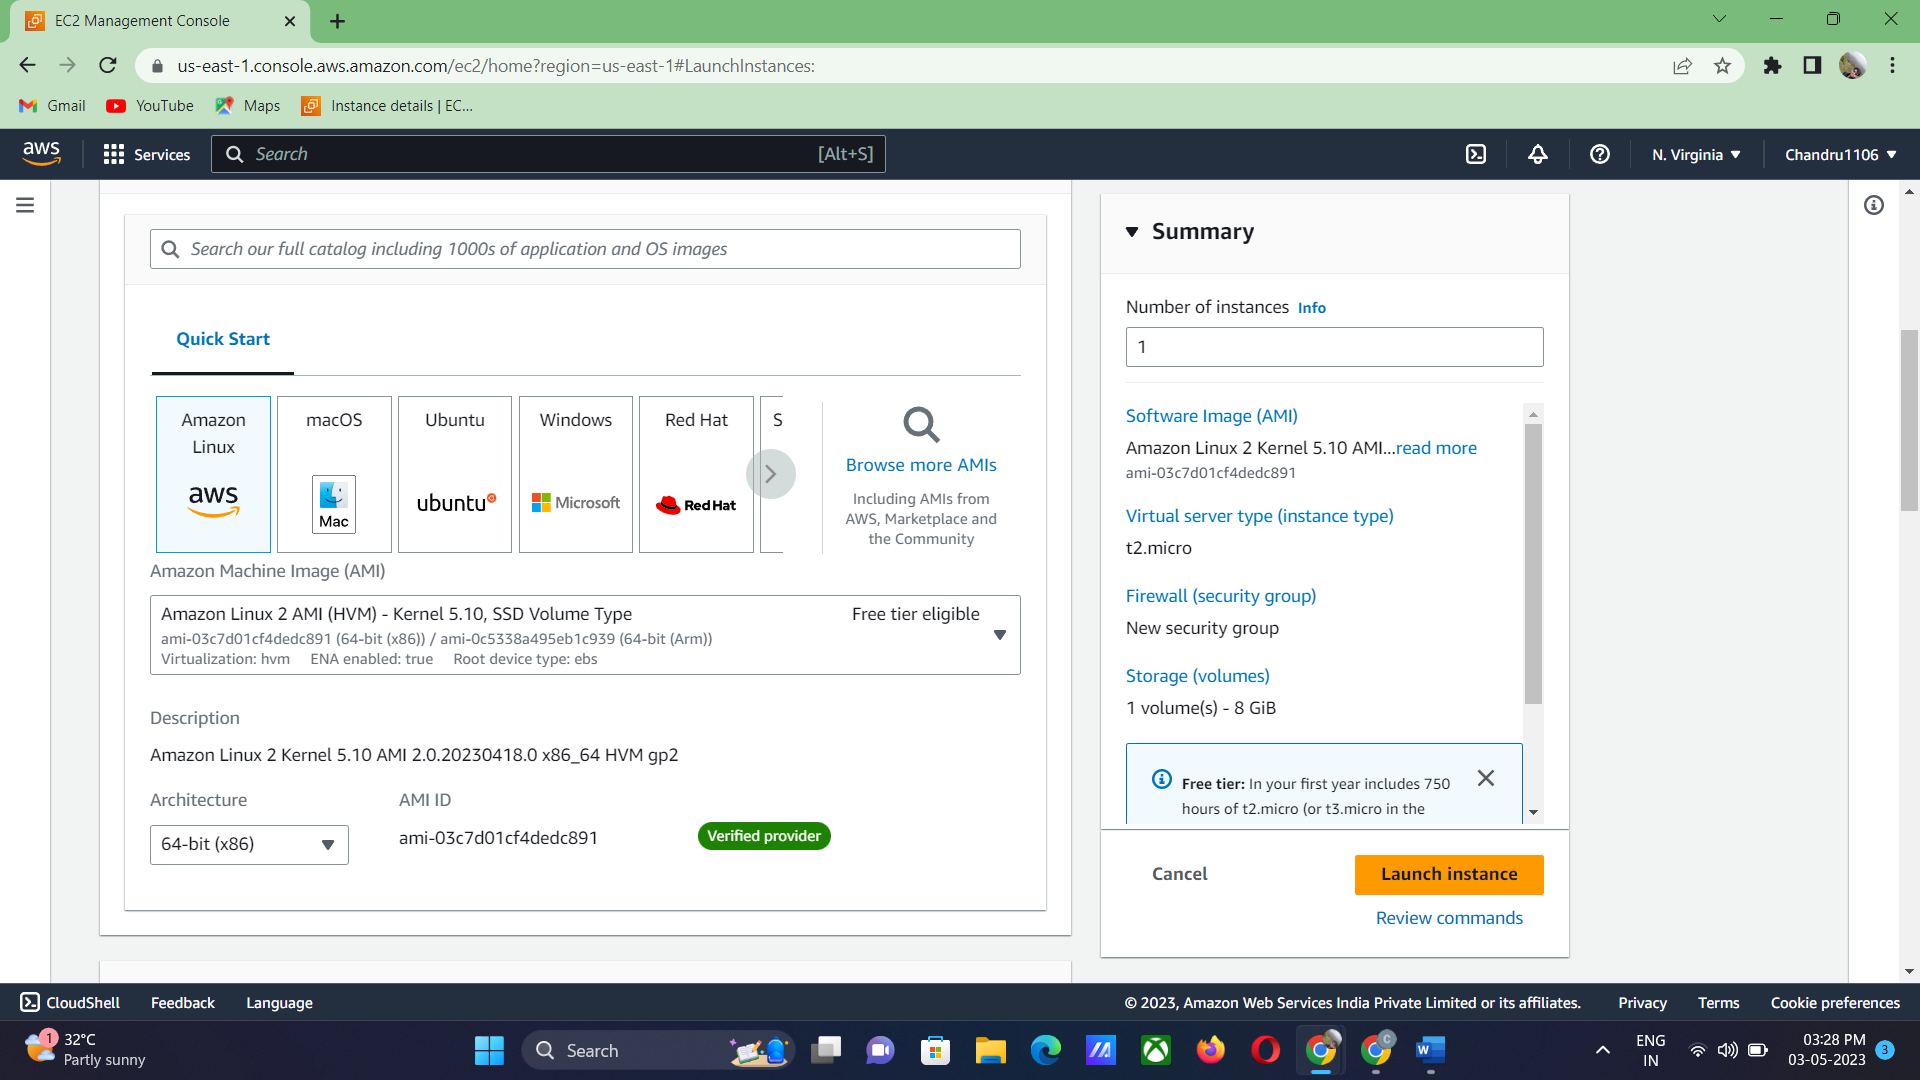 EC2 Management Console
us-east-1.console.aws.amazon.com/ec2/home?region=us-east-1#LaunchInstances:
Gmail YouTube Maps Instance details | EC...
aws Services Search [Alt+S] N. Virginia Chandru1106
Search our full catalog including 1000s of application and OS images
Quick Start
Amazon Linux
aws
macOS
Mac
Ubuntu
ubuntu
Windows
Microsoft
Red Hat
Red Hat
S
Browse more AMIs
Including AMIs from
AWS, Marketplace and
the Community
Amazon Machine Image (AMI)
Amazon Linux 2 AMI (HVM) - Kernel 5.10, SSD Volume Type Free tier eligible
ami-03c7d01cf4dedc891 (64-bit (x86)) / ami-0c5338a495eb1c939 (64-bit (Arm))
Virtualization: hvm ENA enabled: true Root device type: ebs
Description
Amazon Linux 2 Kernel 5.10 AMI 2.0.20230418.0 x86_64 HVM gp2
Architecture AMI ID
64-bit (x86) ami-03c7d01cf4dedc891 Verified provider
Summary
Number of instances Info
1
Software Image (AMI)
Amazon Linux 2 Kernel 5.10 AMI...read more
ami-03c7d01cf4dedc891
Virtual server type (instance type)
t2.micro
Firewall (security group)
New security group
Storage (volumes)
1 volume(s) - 8 GiB
Free tier: In your first year includes 750
hours of t2.micro (or t3.micro in the
Cancel Launch instance
Review commands
CloudShell Feedback Language © 2023, Amazon Web Services India Private Limited or its affiliates. Privacy Terms Cookie preferences
1
32°C
Partly sunny
Search
C
W
ENG
IN
03:28 PM
03-05-2023
3